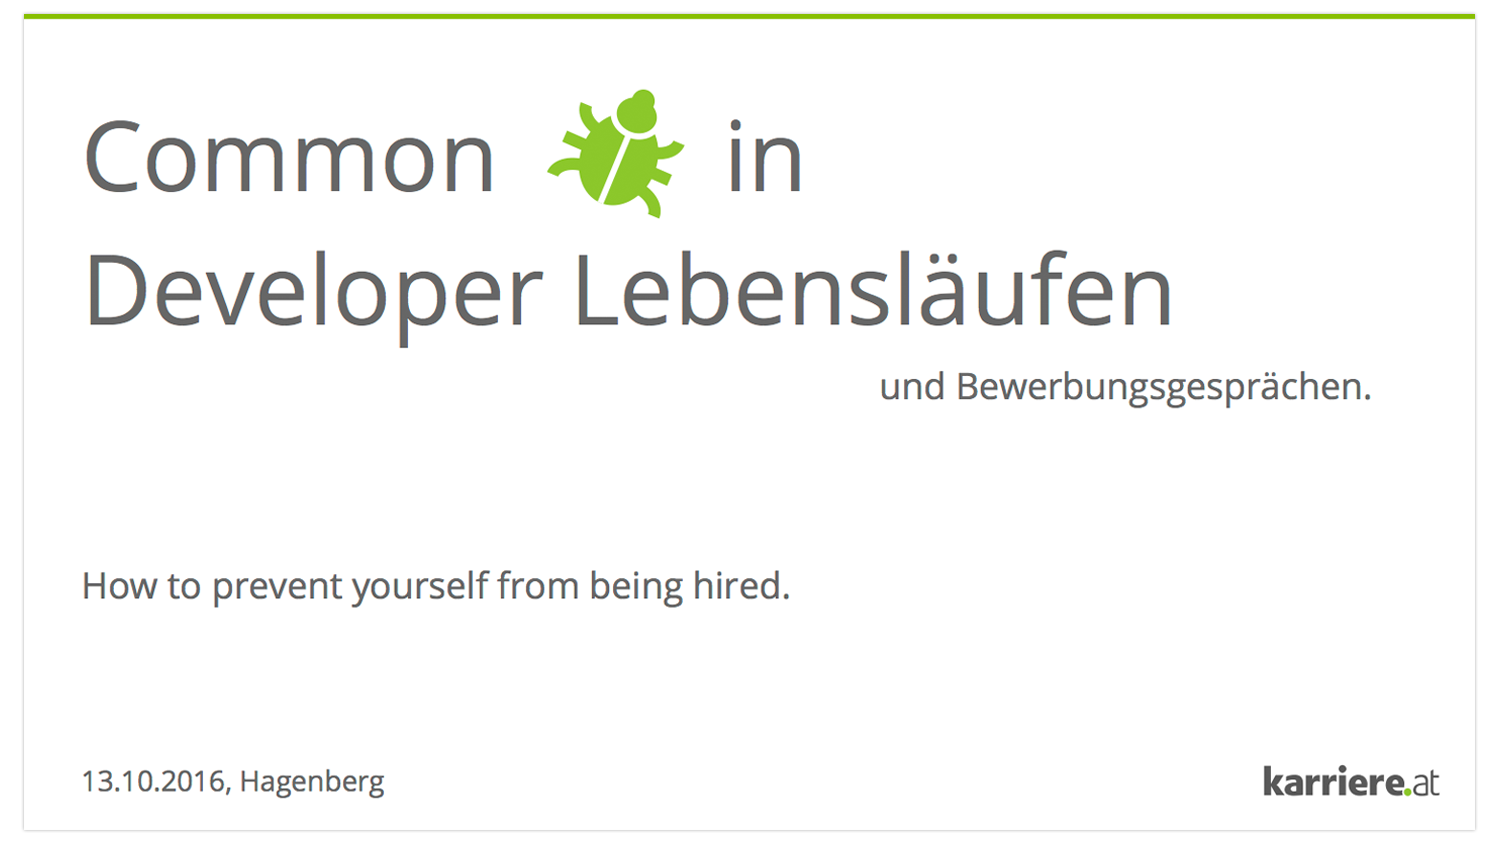 Common in
Developer Lebensläufen
und Bewerbungsgesprächen.
How to prevent yourself from being hired.
13.10.2016, Hagenberg
karriere.at